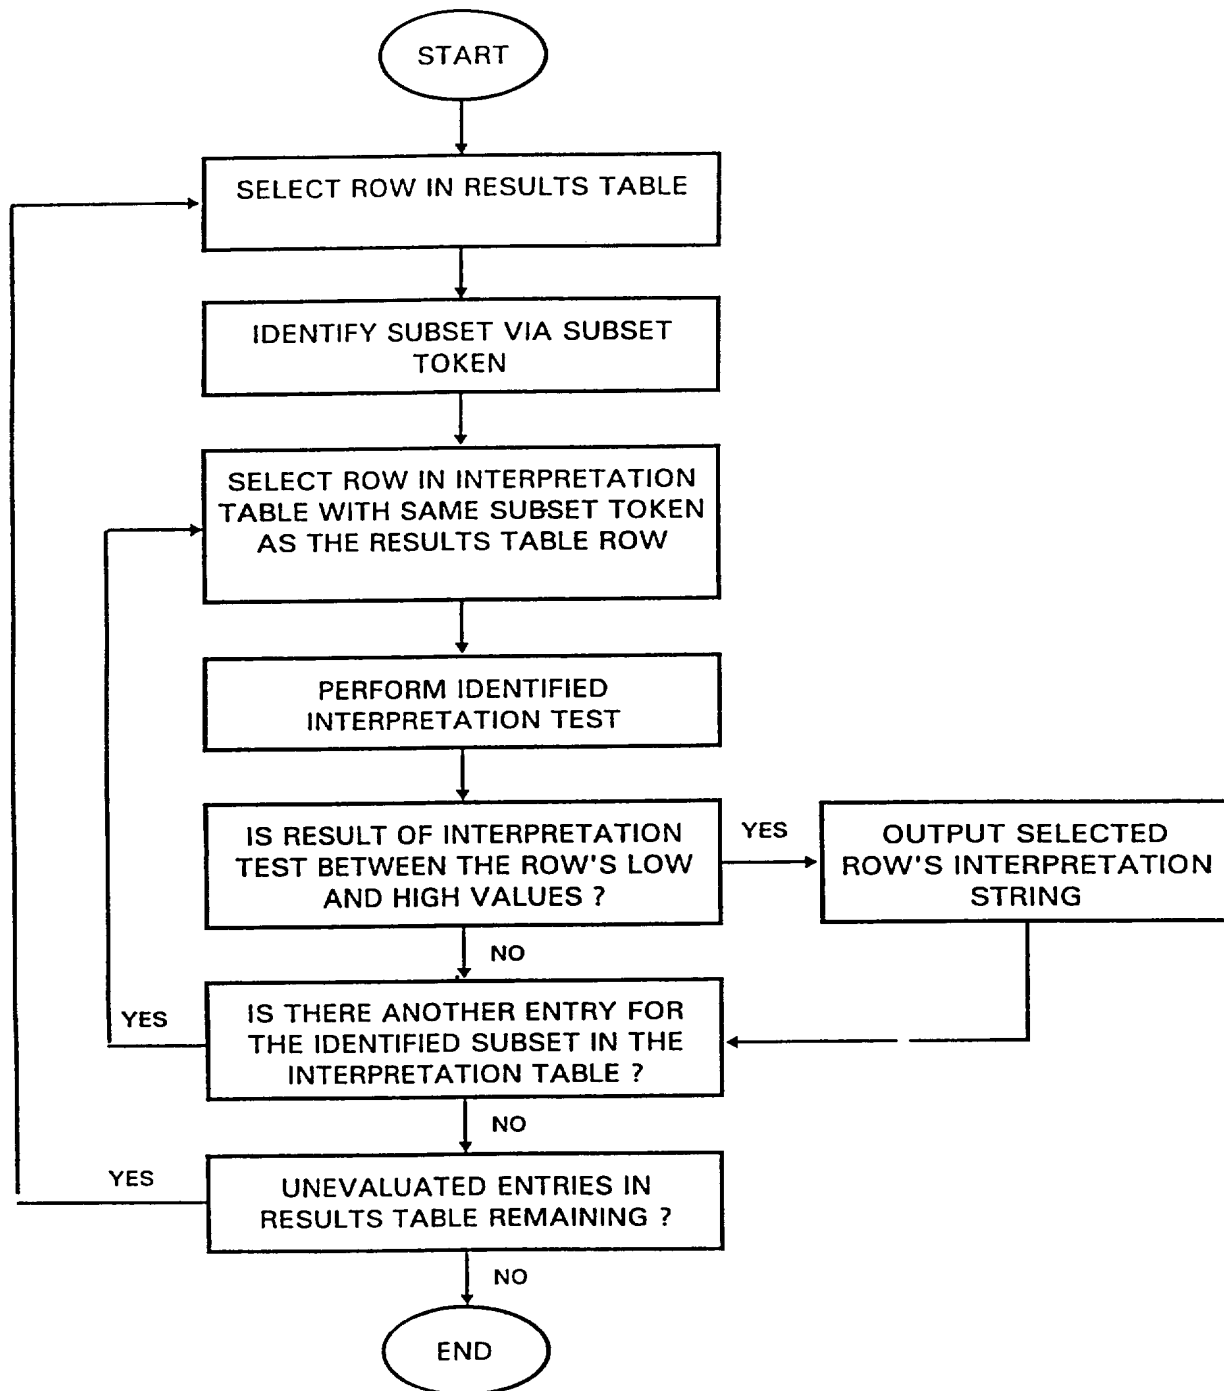 START
SELECT ROW IN RESULTS TABLE
IDENTIFY SUBSET VIA SUBSET
TOKEN
SELECT ROW IN INTERPRETATION
TABLE WITH SAME SUBSET TOKEN
AS THE RESULTS TABLE ROW
PERFORM IDENTIFIED
INTERPRETATION TEST
IS RESULT OF INTERPRETATION
TEST BETWEEN THE ROW'S LOW
AND HIGH VALUES ?
YES
OUTPUT SELECTED
ROW'S INTERPRETATION
STRING
NO
IS THERE ANOTHER ENTRY FOR
THE IDENTIFIED SUBSET IN THE
INTERPRETATION TABLE ?
YES
NO
UNEVALUATED ENTRIES IN
RESULTS TABLE REMAINING ?
YES
NO
END